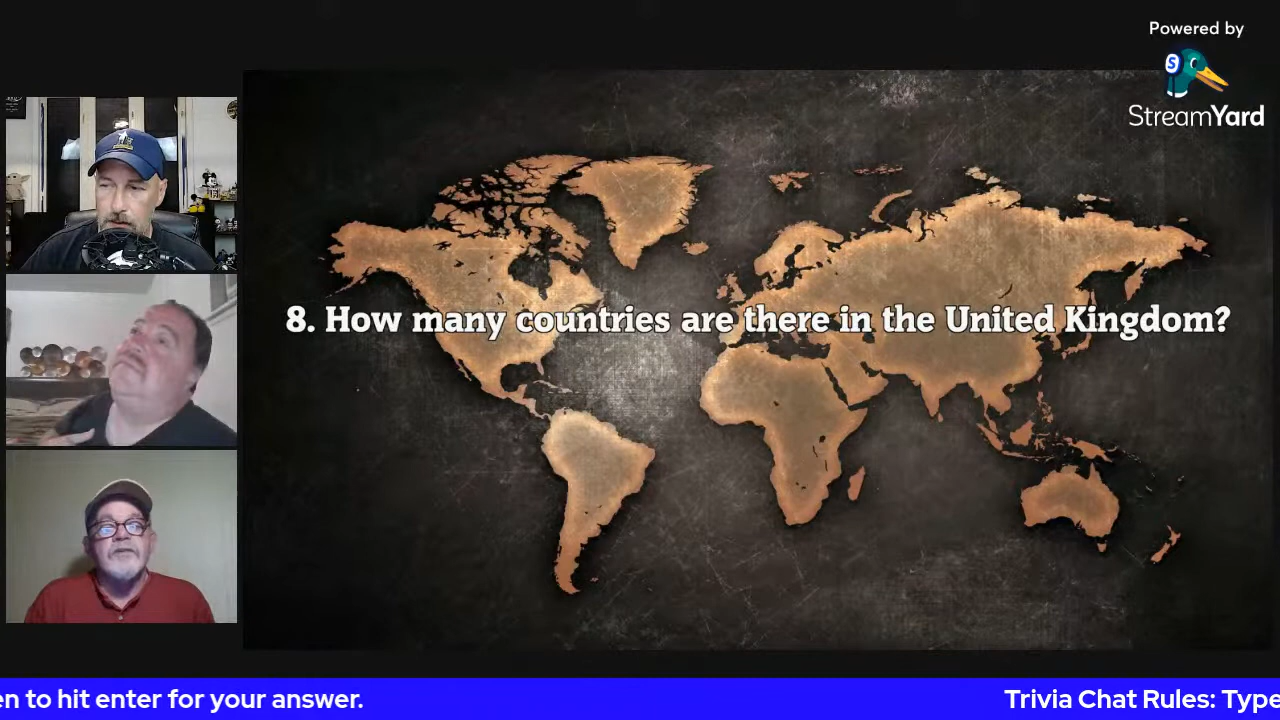 Powered by
StreamYard
8. How many countries are there in the United Kingdom?
en to hit enter for your answer.
Trivia Chat Rules: Type